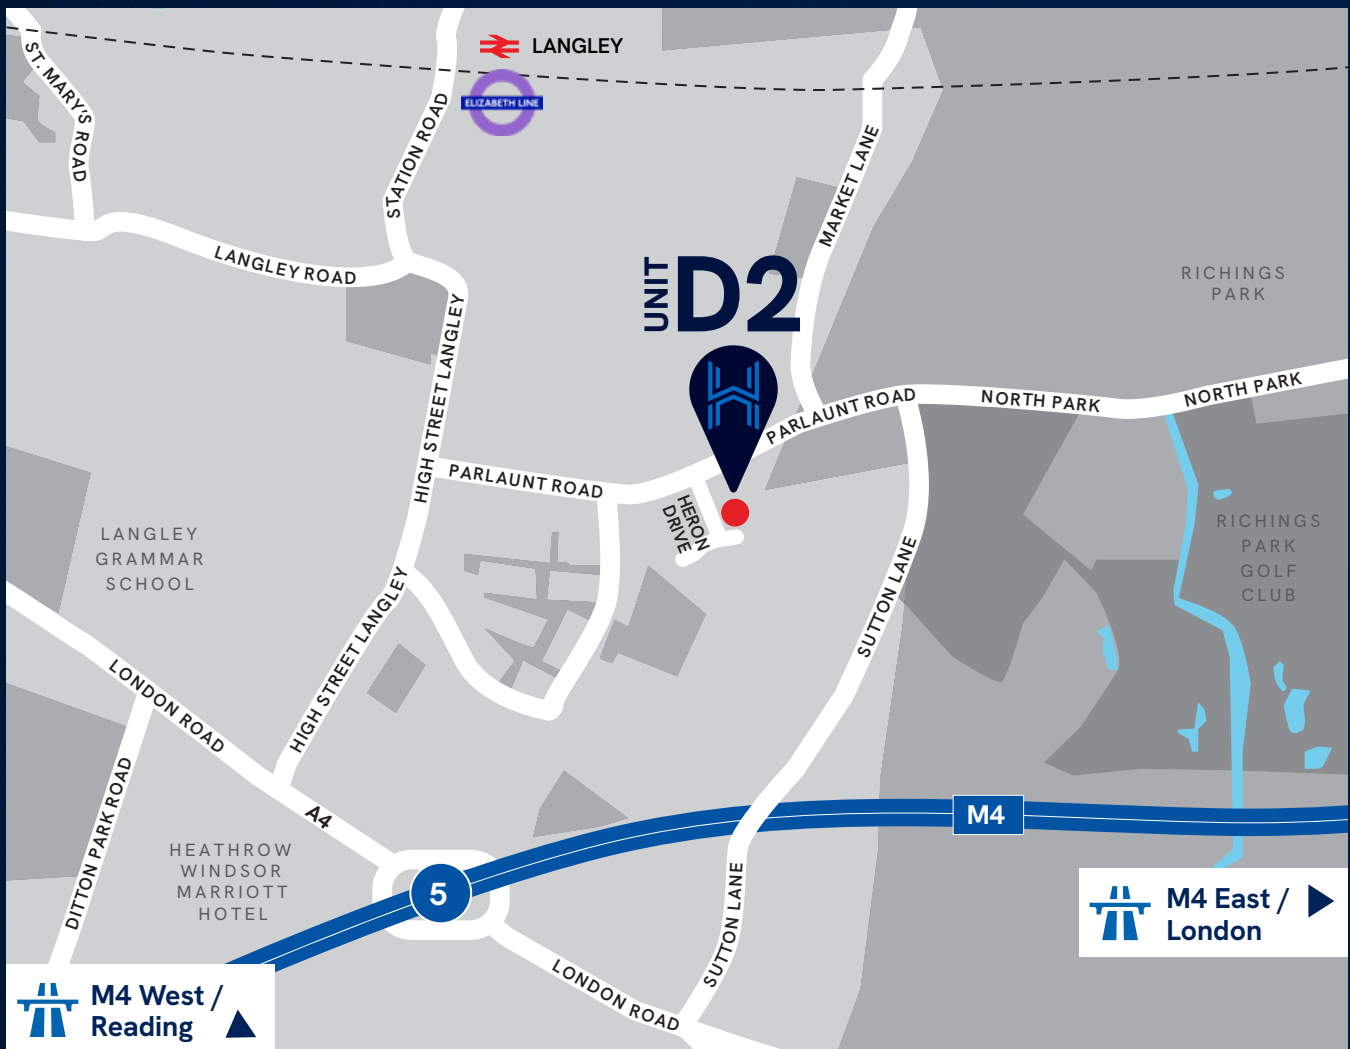 LANGLEY
ELIZABETH LINE
ST. MARY'S ROAD
STATION ROAD
MARKET LANE
LANGLEY ROAD
UNIT D2
RICHINGS
PARK
HIGH STREET LANGLEY
PARLAUNT ROAD
NORTH PARK
NORTH PARK
PARLAUNT ROAD
HERON
DRIVE
LANGLEY
GRAMMAR
SCHOOL
RICHINGS
PARK
GOLF
CLUB
SUTTON LANE
HIGH STREET LANGLEY
LONDON ROAD
DITTON PARK ROAD
A4
M4
HEATHROW
WINDSOR
MARRIOTT
HOTEL
5
SUTTON LANE
LONDON ROAD
M4 East /
London
M4 West /
Reading